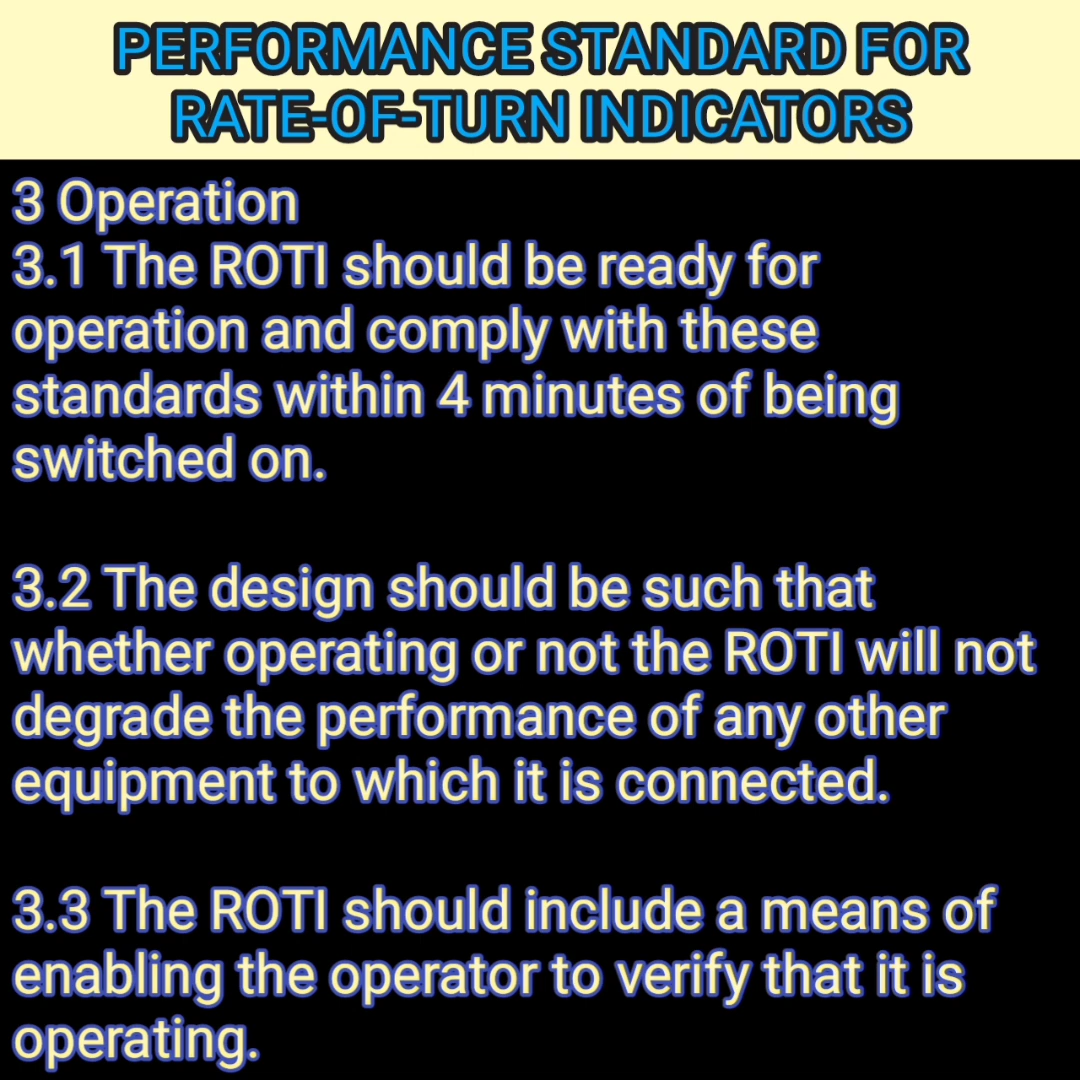 PERFORMANCE STANDARD FOR
RATE-OF-TURN INDICATORS
3 Operation
3.1 The ROTI should be ready for
operation and comply with these
standards within 4 minutes of being
switched on.
3.2 The design should be such that
whether operating or not the ROTI will not
degrade the performance of any other
equipment to which it is connected.
3.3 The ROTI should include a means of
enabling the operator to verify that it is
operating.